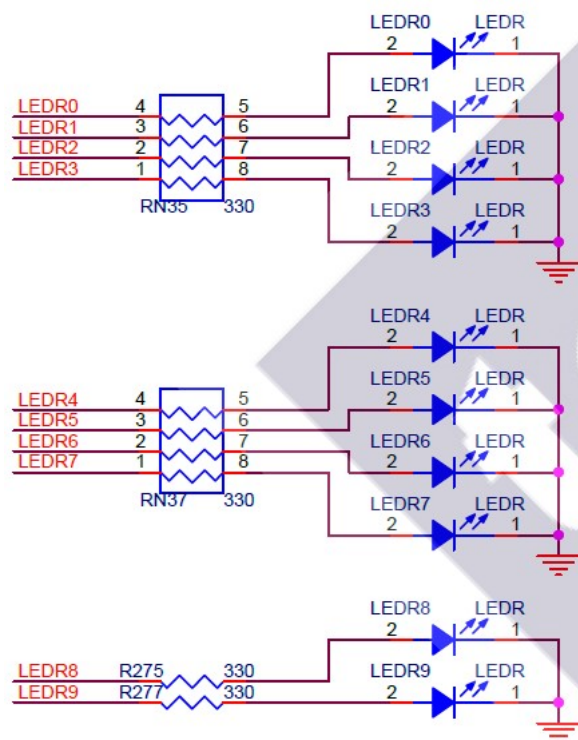 LEDR0 LEDR
2 1
LEDR1 LEDR
2 1
LEDR0 4 5
LEDR1 3 6
LEDR2 2 7
LEDR3 1 8
RN35 330
LEDR2 LEDR
2 1
LEDR3 LEDR
2 1
LEDR4 LEDR
2 1
LEDR5 LEDR
2 1
LEDR4 4 5
LEDR5 3 6
LEDR6 2 7
LEDR7 1 8
RN37 330
LEDR6 LEDR
2 1
LEDR7 LEDR
2 1
LEDR8 LEDR
2 1
LEDR8 R275 330
LEDR9 R277 330
LEDR9 LEDR
2 1